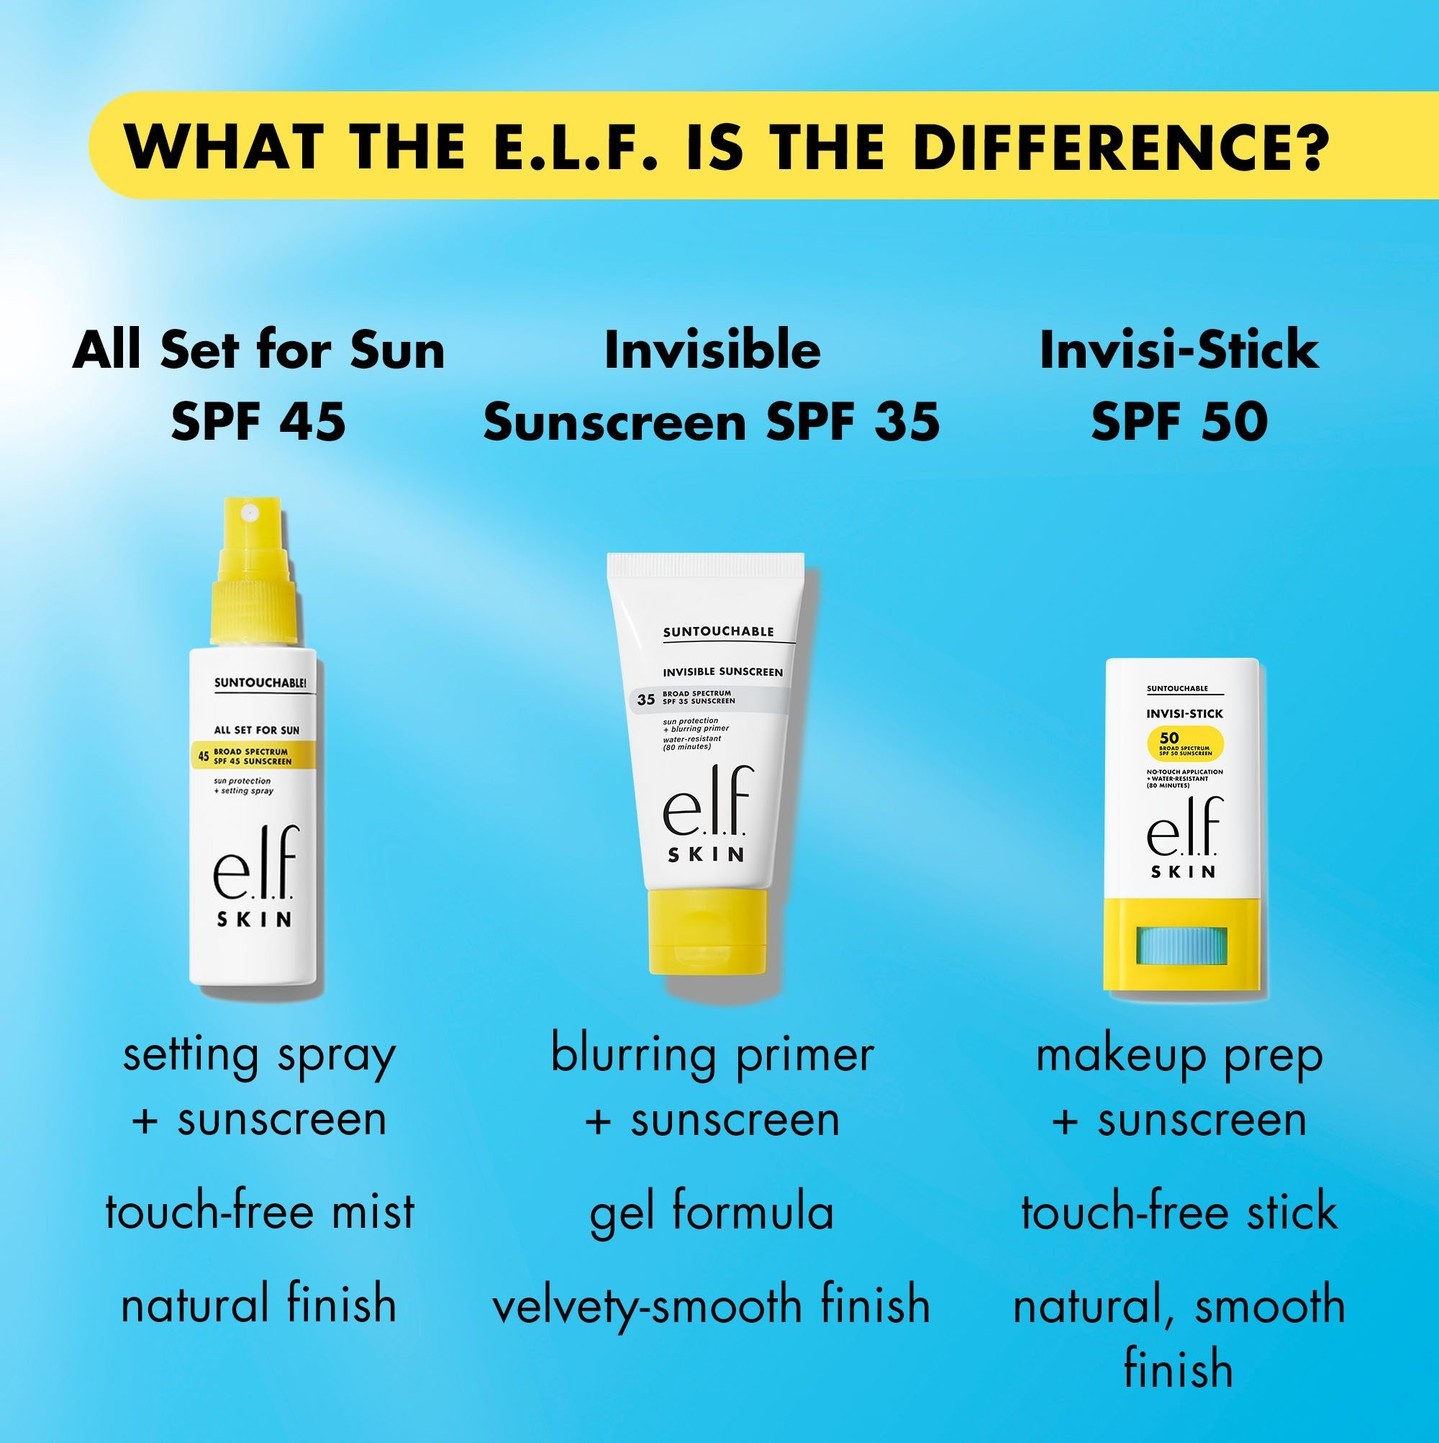 WHAT THE E.L.F. IS THE DIFFERENCE?
All Set for Sun
SPF 45
Invisible
Sunscreen SPF 35
Invisi-Stick
SPF 50
SUNTOUCHABLE!
ALL SET FOR SUN
45 BROAD SPECTRUM
SPF 45 SUNSCREEN
sun protection
+ setting spray
e.l.f.
SKIN
SUNTOUCHABLE
INVISIBLE SUNSCREEN
35 BROAD SPECTRUM
SPF 35 SUNSCREEN
sun protection
+ blurring primer
water-resistant
(80 minutes)
e.l.f.
SKIN
SUNTOUCHABLE
INVISI-STICK
50
BROAD SPECTRUM
SPF 50 SUNSCREEN
NO-TOUCH APPLICATION
+ WATER-RESISTANT
(80 MINUTES)
e.l.f.
SKIN
setting spray
+ sunscreen
touch-free mist
natural finish
blurring primer
+ sunscreen
gel formula
velvety-smooth finish
makeup prep
+ sunscreen
touch-free stick
natural, smooth
finish